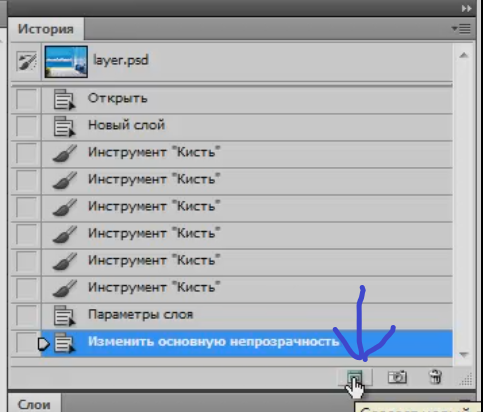 История
layer.psd
Открыть
Новый слой
Инструмент "Кисть"
Инструмент "Кисть"
Инструмент "Кисть"
Инструмент "Кисть"
Инструмент "Кисть"
Инструмент "Кисть"
Параметры слоя
Изменить основную непрозрачность
Слои